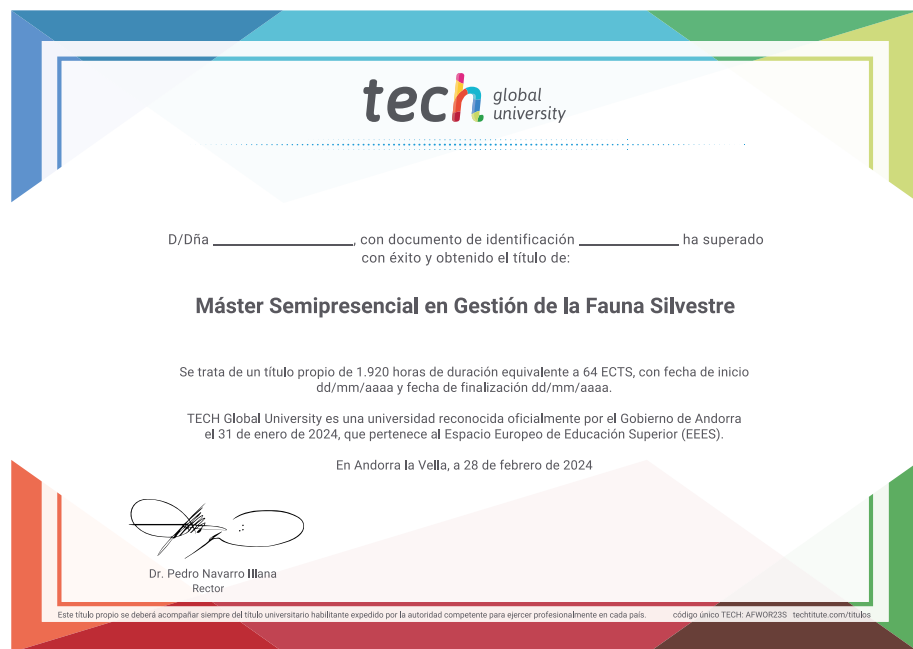 tech global university
D/Dña ______________, con documento de identificación __________ ha superado
con éxito y obtenido el título de:
Máster Semipresencial en Gestión de la Fauna Silvestre
Se trata de un título propio de 1.920 horas de duración equivalente a 64 ECTS, con fecha de inicio
dd/mm/aaaa y fecha de finalización dd/mm/aaaa.
TECH Global University es una universidad reconocida oficialmente por el Gobierno de Andorra
el 31 de enero de 2024, que pertenece al Espacio Europeo de Educación Superior (EEES).
En Andorra la Vella, a 28 de febrero de 2024
Dr. Pedro Navarro Illana
Rector
Este título propio se deberá acompañar siempre del título universitario habilitante expedido por la autoridad competente para ejercer profesionalmente en cada país. código único TECH: AFWOR23S techtitute.com/titulos